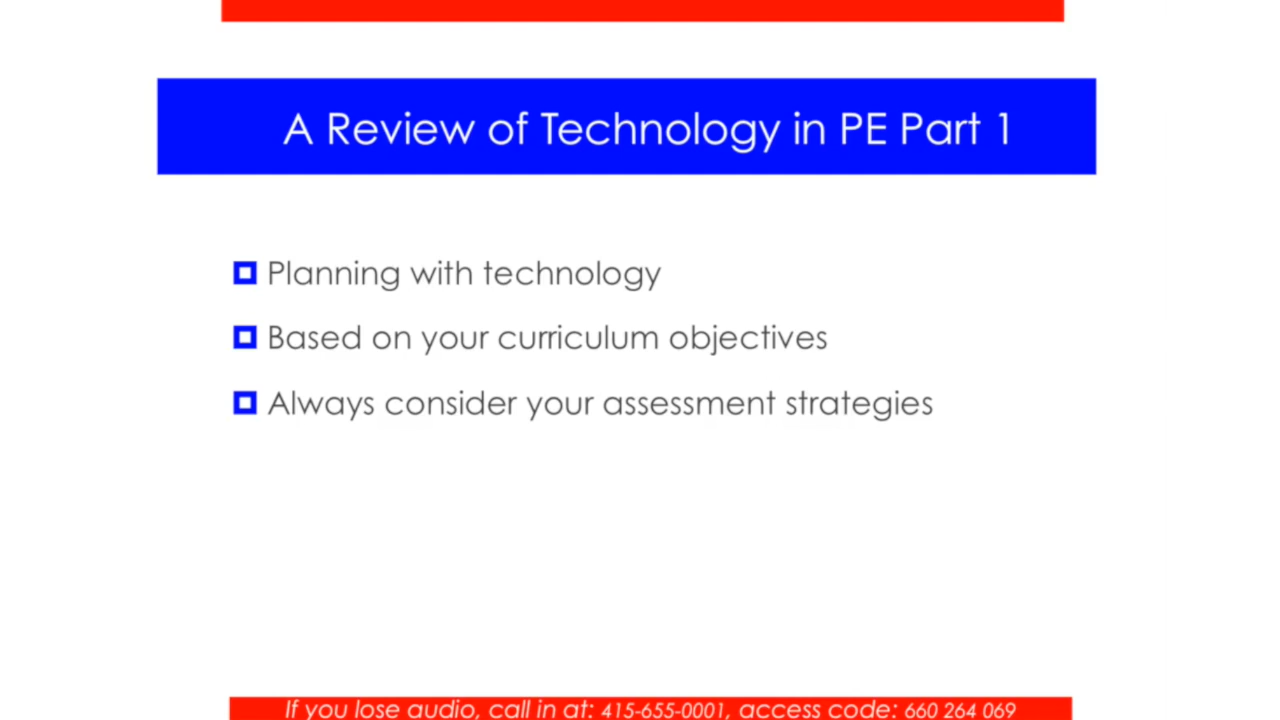 A Review of Technology in PE Part 1
Planning with technology
Based on your curriculum objectives
Always consider your assessment strategies
If you lose audio, call in at: 415-655-0001, access code: 660 264 069